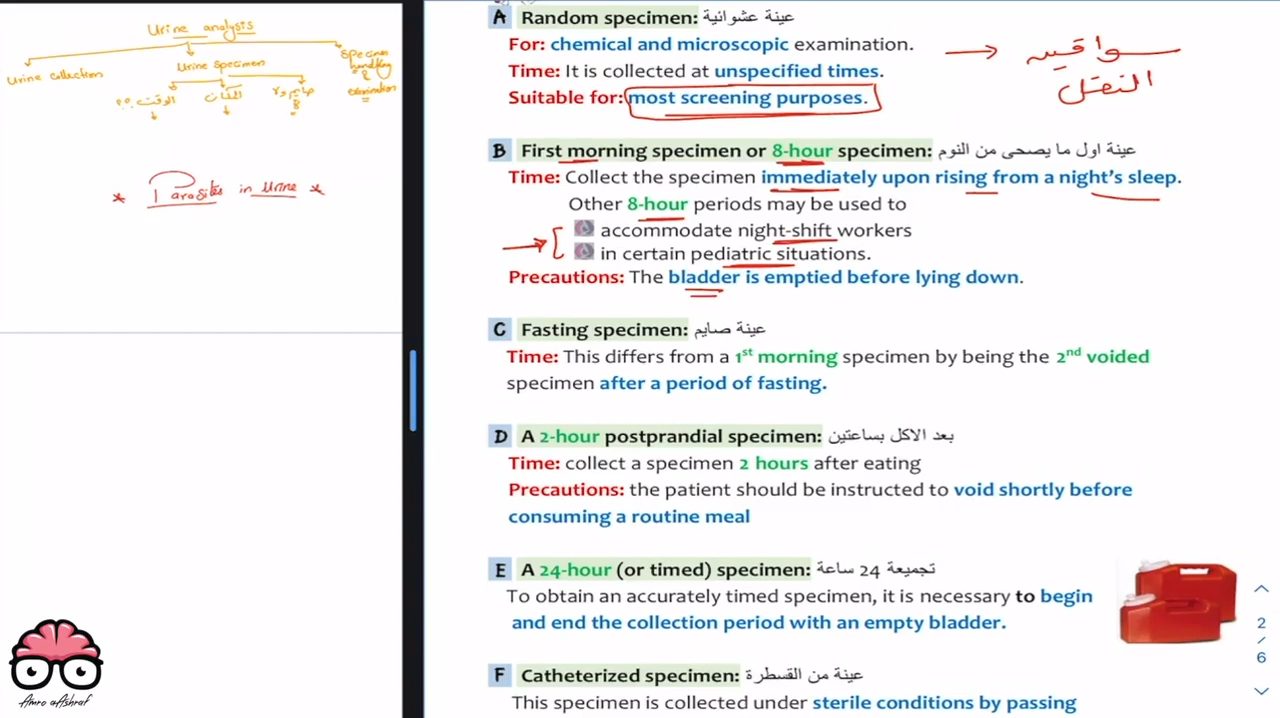 Urine analysis
Urine collection
Urine specimen
Specimen handling & examination
الوقت ؟؟
المكان
صايم ولا
* Parasites in Urine *
Amro aAshraf
A Random specimen: عينة عشوائية
For: chemical and microscopic examination.
Time: It is collected at unspecified times.
Suitable for: most screening purposes.
سواقين
النقل
B First morning specimen or 8-hour specimen: عينة اول ما يصحى من النوم
Time: Collect the specimen immediately upon rising from a night's sleep.
Other 8-hour periods may be used to
accommodate night-shift workers
in certain pediatric situations.
Precautions: The bladder is emptied before lying down.
C Fasting specimen: عينة صايم
Time: This differs from a 1st morning specimen by being the 2nd voided
specimen after a period of fasting.
D A 2-hour postprandial specimen: بعد الاكل بساعتين
Time: collect a specimen 2 hours after eating
Precautions: the patient should be instructed to void shortly before
consuming a routine meal
E A 24-hour (or timed) specimen: تجميعة 24 ساعة
To obtain an accurately timed specimen, it is necessary to begin
and end the collection period with an empty bladder.
F Catheterized specimen: عينة من القسطرة
This specimen is collected under sterile conditions by passing
2
/
6